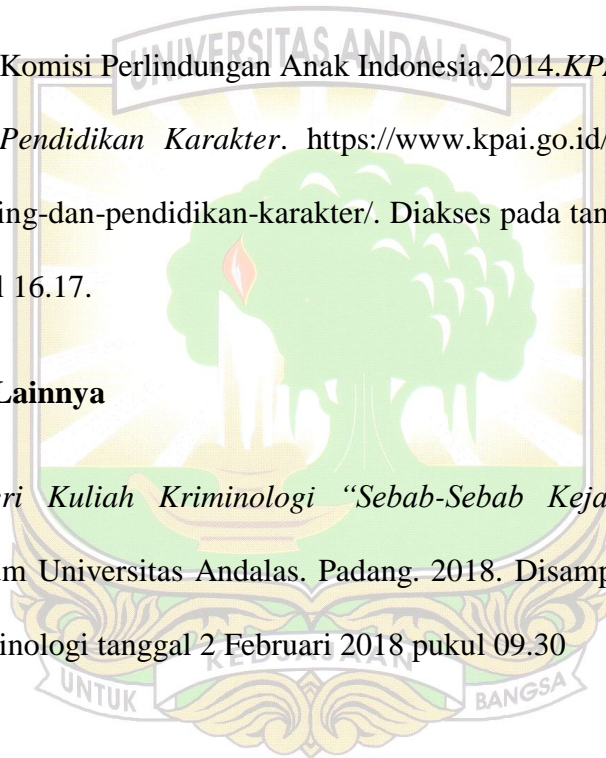 UNIVERSITAS ANDALAS
Komisi Perlindungan Anak Indonesia.2014.KPA
Pendidikan Karakter. https://www.kpai.go.id/
ing-dan-pendidikan-karakter/. Diakses pada tan
l 16.17.
Lainnya
eri Kuliah Kriminologi “Sebab-Sebab Keja
um Universitas Andalas. Padang. 2018. Disamp
inologi tanggal 2 Februari 2018 pukul 09.30
KEDJAJAAN
UNTUK
BANGSA